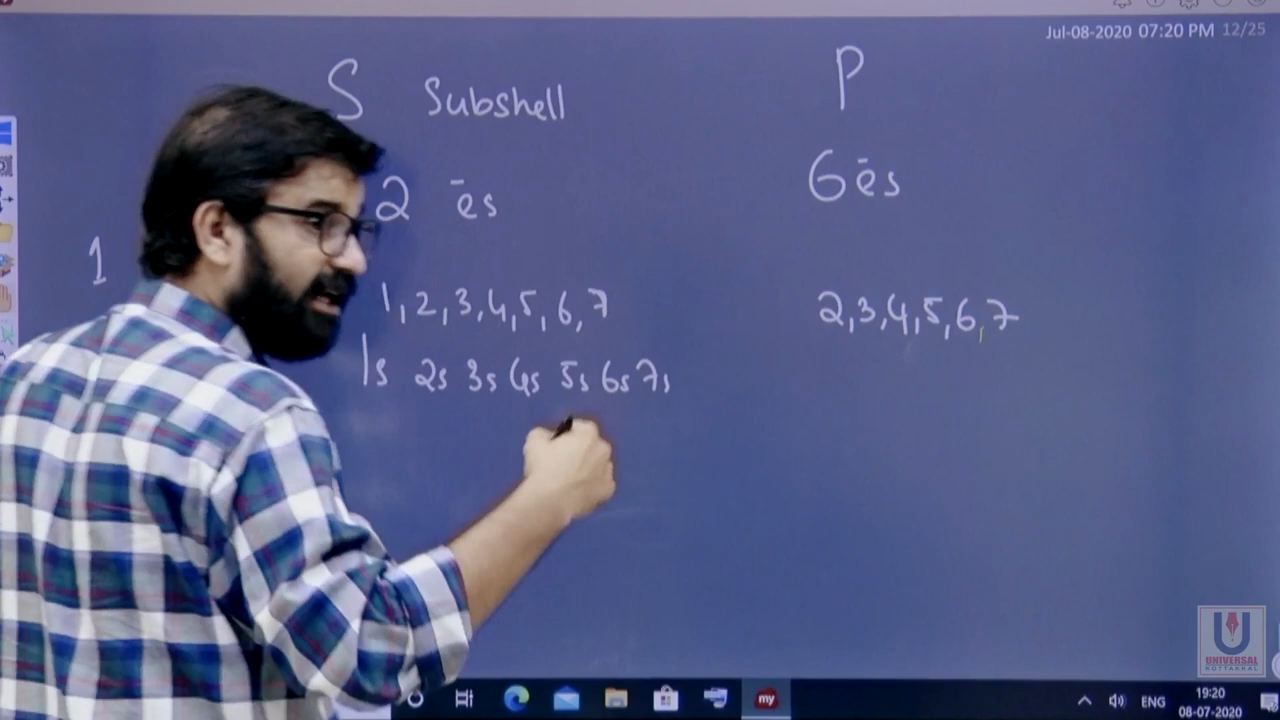 Jul-08-2020 07:20 PM 12/25
S Subshell P
2 ēs 6ēs
1
1,2,3,4,5,6,7 2,3,4,5,6,7
1s 2s 3s 4s 5s 6s 7s
U
UNIVERSAL
KOTTAKKAL
my
ENG
19:20
08-07-2020